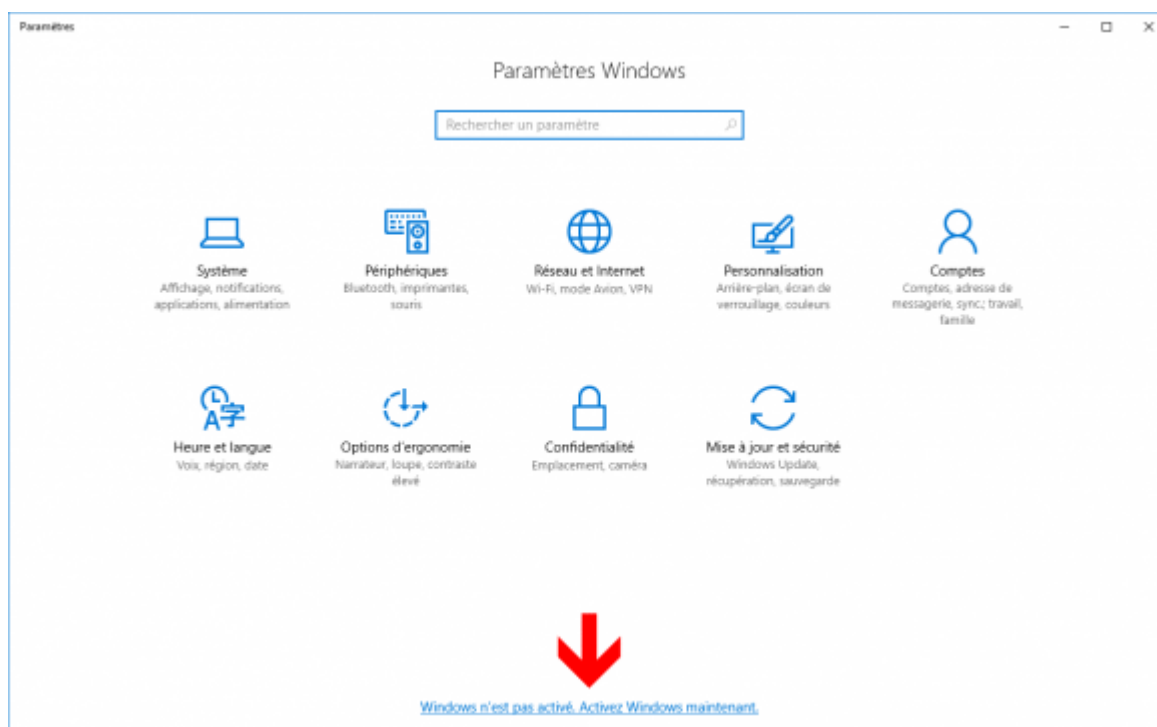 Paramètres
Paramètres Windows
Rechercher un paramètre
Système
Affichage, notifications,
applications, alimentation
Périphériques
Bluetooth, imprimantes,
souris
Réseau et Internet
Wi-Fi, mode Avion, VPN
Personnalisation
Arrière-plan, écran de
verrouillage, couleurs
Comptes
Comptes, adresse de
messagerie, sync.; travail,
famille
A字
Heure et langue
Voix, région, date
Options d'ergonomie
Narrateur, loupe, contraste
élevé
Confidentialité
Emplacement, caméra
Mise à jour et sécurité
Windows Update,
récupération, sauvegarde
Windows n'est pas activé. Activez Windows maintenant.